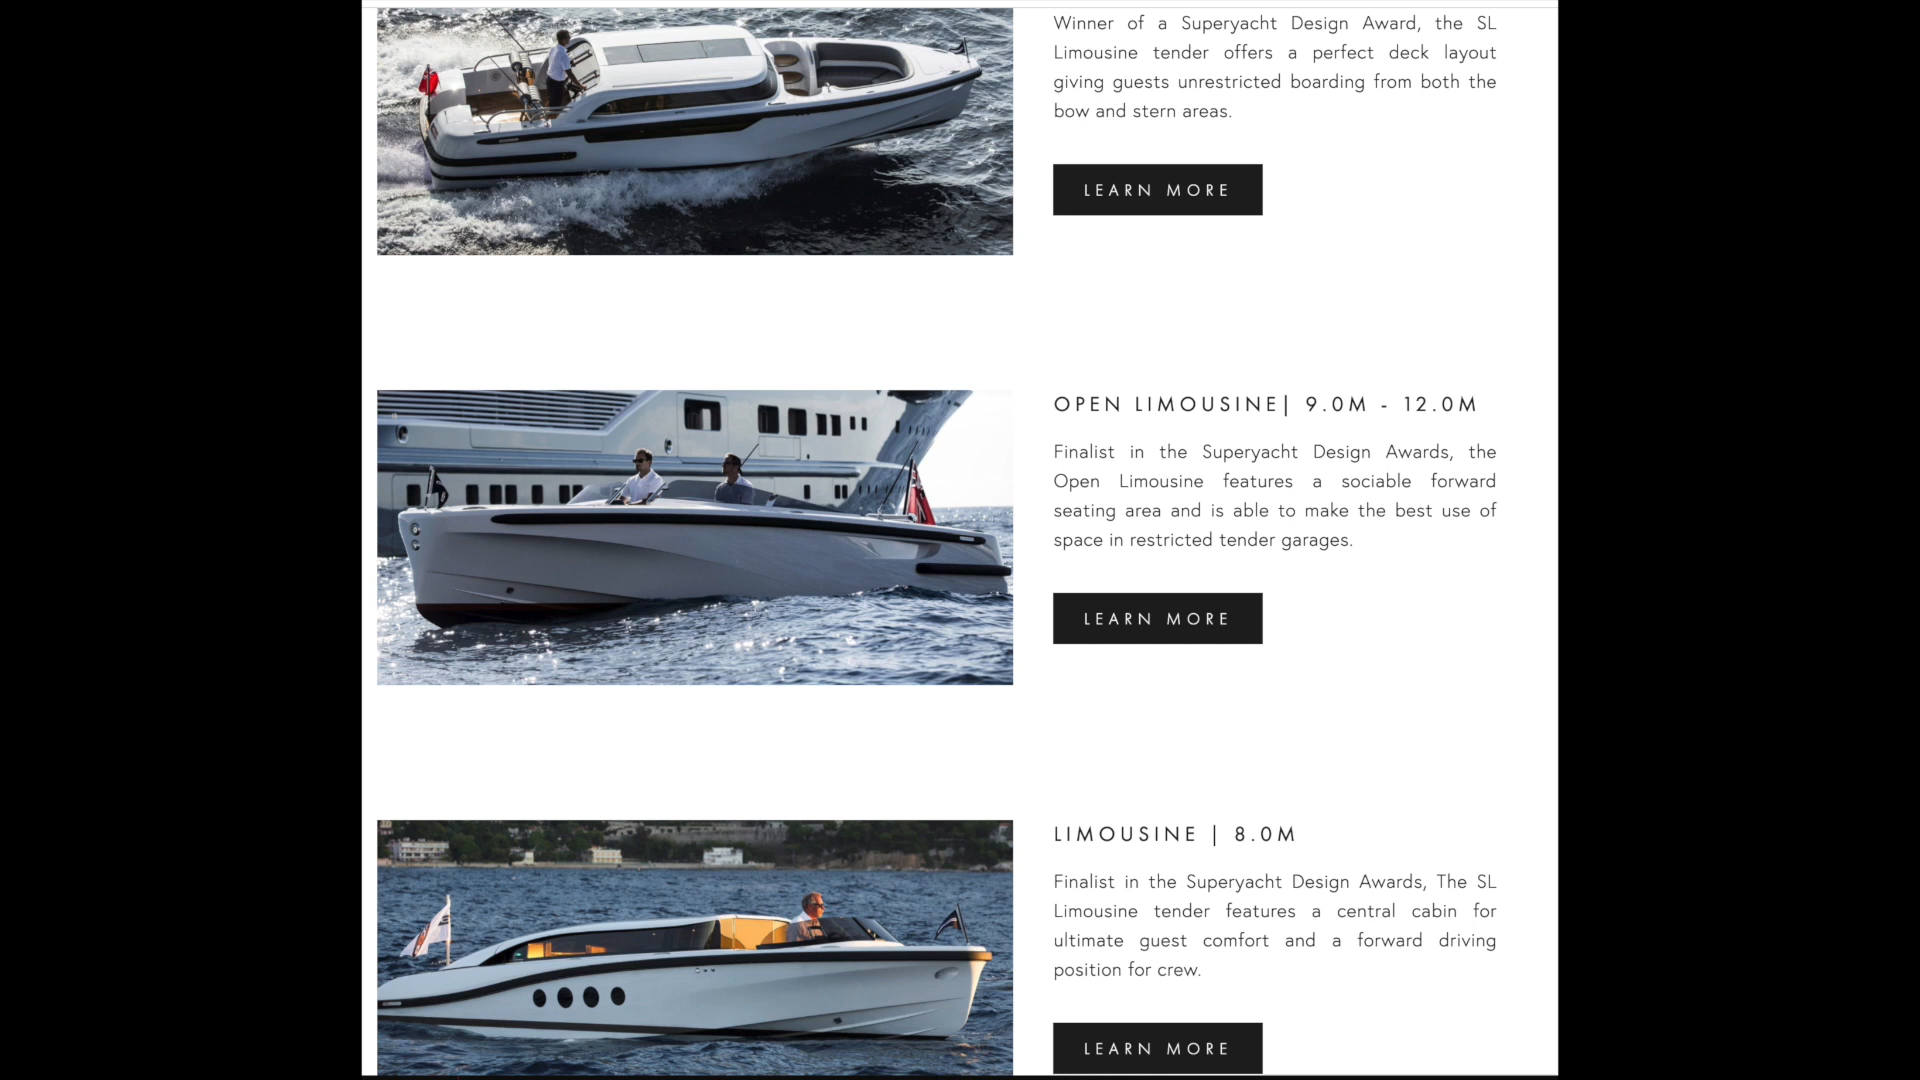 Winner of a Superyacht Design Award, the SL
Limousine tender offers a perfect deck layout
giving guests unrestricted boarding from both the
bow and stern areas.
LEARN MORE
OPEN LIMOUSINE| 9.0M - 12.0M
Finalist in the Superyacht Design Awards, the
Open Limousine features a sociable forward
seating area and is able to make the best use of
space in restricted tender garages.
LEARN MORE
LIMOUSINE | 8.0M
Finalist in the Superyacht Design Awards, The SL
Limousine tender features a central cabin for
ultimate guest comfort and a forward driving
position for crew.
LEARN MORE